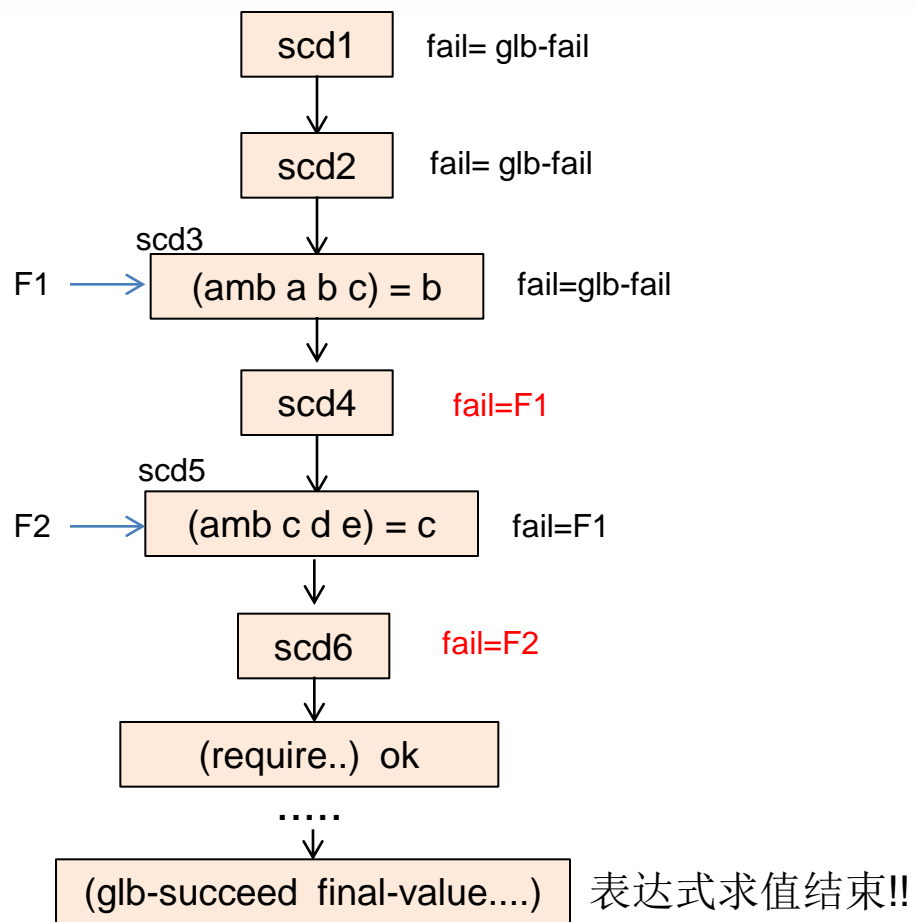 scd1 fail= glb-fail
scd2 fail= glb-fail
scd3
F1 (amb a b c) = b fail=glb-fail
scd4 fail=F1
scd5
F2 (amb c d e) = c fail=F1
scd6 fail=F2
(require..) ok
.....
(glb-succeed final-value....) 表达式求值结束!!